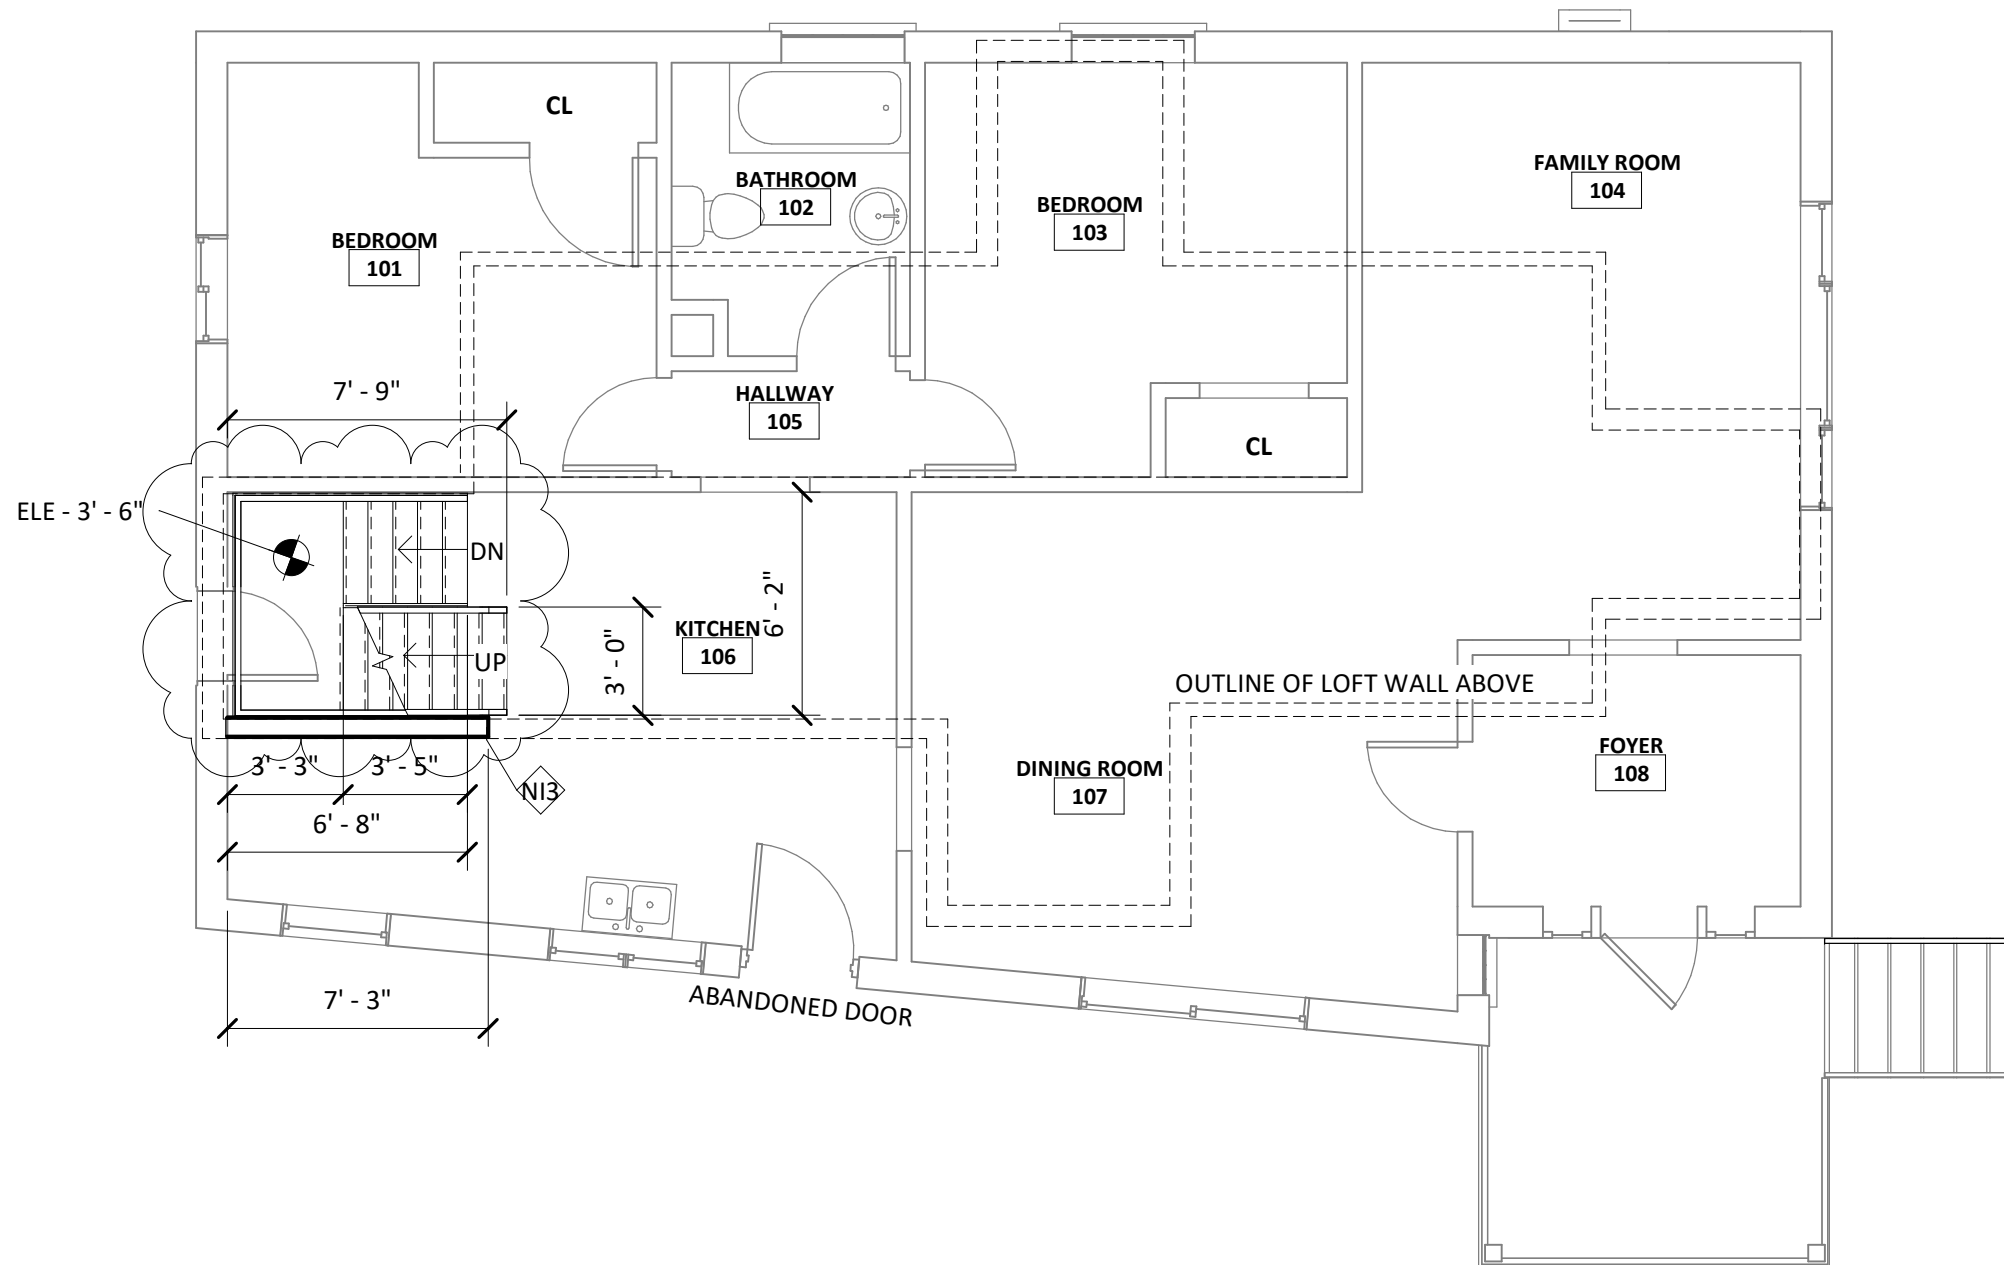 CL
BATHROOM
102
FAMILY ROOM
104
BEDROOM
103
BEDROOM
101
7' - 9"
HALLWAY
105
CL
ELE - 3' - 6"
DN
UP
KITCHEN
106
3' - 0"
6' - 2"
OUTLINE OF LOFT WALL ABOVE
FOYER
108
DINING ROOM
107
3' - 3"
3' - 5"
NI3
6' - 8"
7' - 3"
ABANDONED DOOR